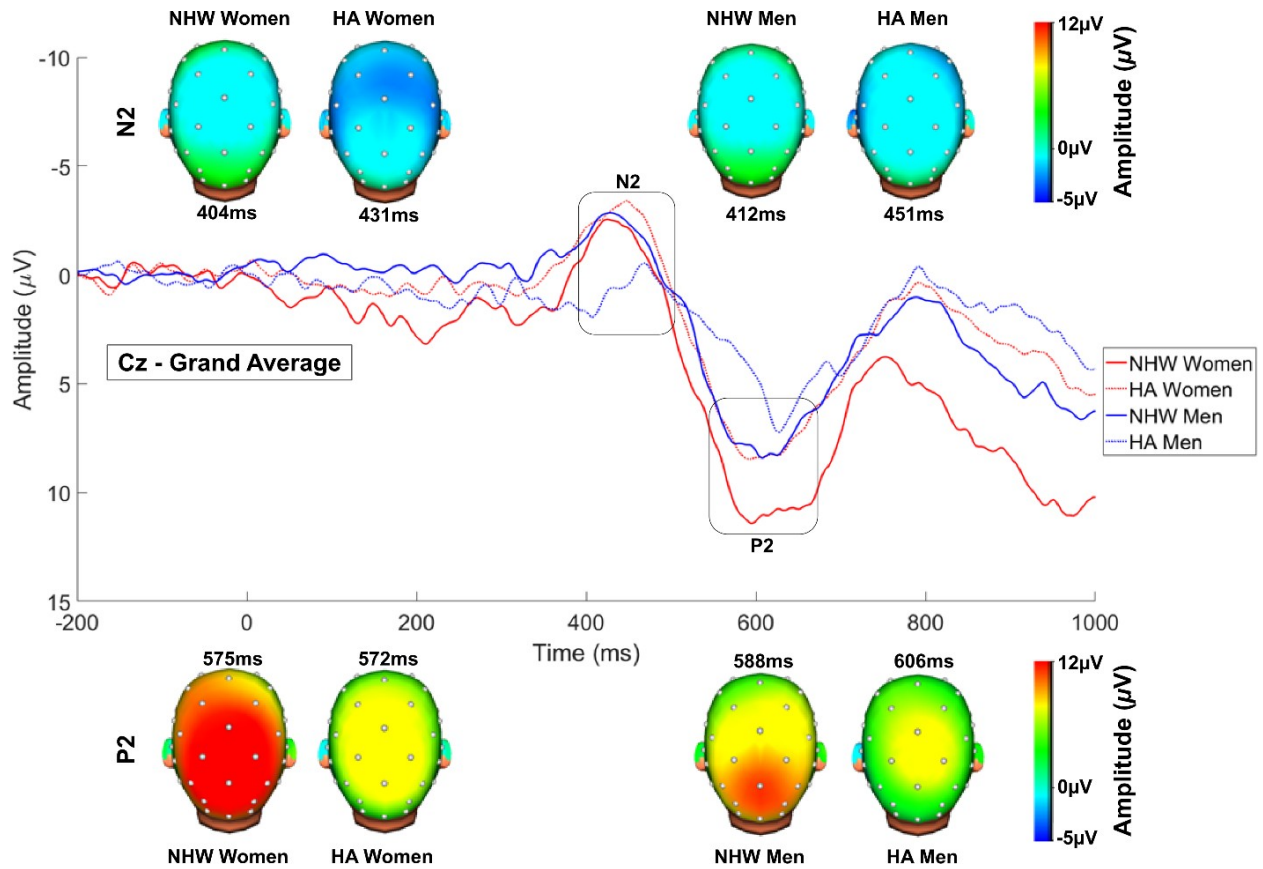 NHW Women HA Women NHW Men HA Men
N2
404ms 431ms 412ms 451ms
12µV
0µV
-5µV
Amplitude (µV)
-10
-5
0
5
10
15
Amplitude (µV)
N2
Cz - Grand Average
P2
NHW Women
HA Women
NHW Men
HA Men
-200 0 200 400 600 800 1000
Time (ms)
575ms 572ms 588ms 606ms
P2
12µV
0µV
-5µV
Amplitude (µV)
NHW Women HA Women NHW Men HA Men